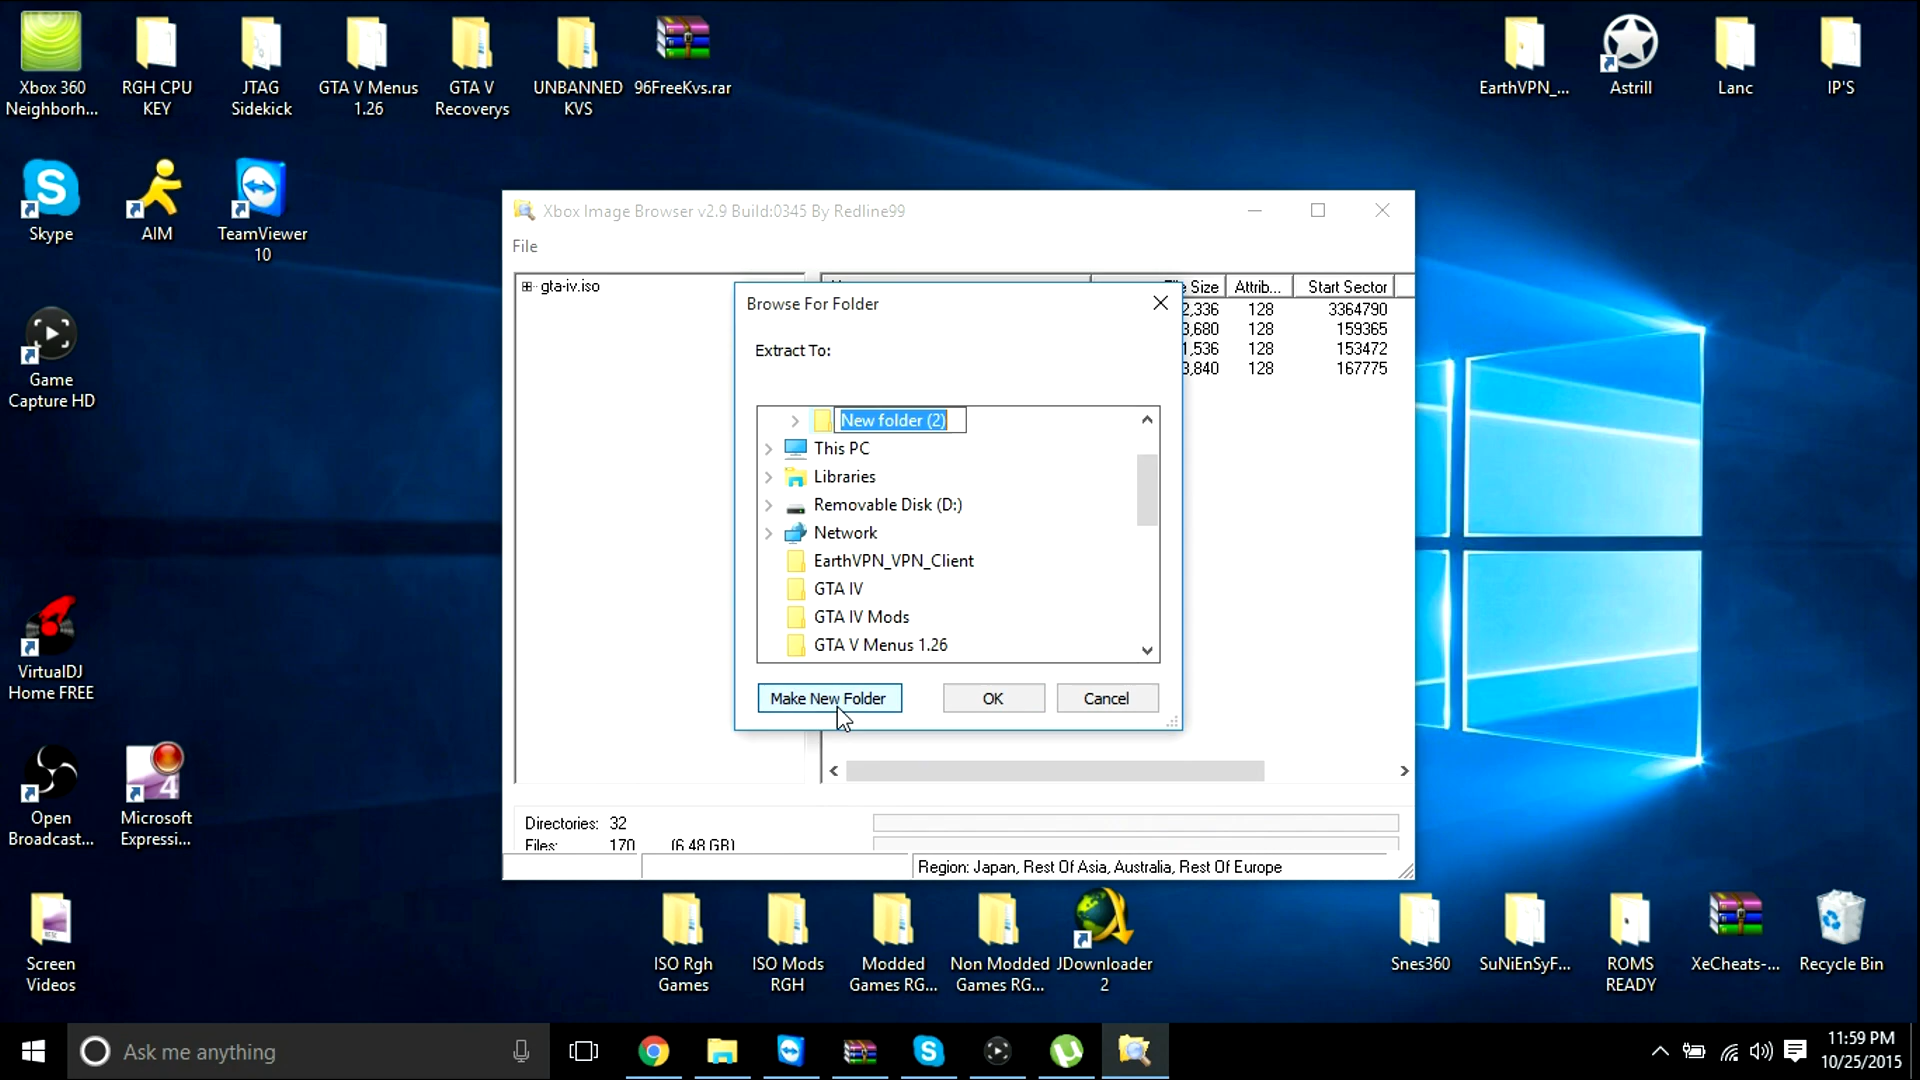 Xbox 360
Neighborh...
RGH CPU
KEY
JTAG
Sidekick
GTA V Menus
1.26
GTA V
Recoverys
UNBANNED
KVS
96FreeKvs.rar
EarthVPN_...
Astrill
Lanc
IP'S
Skype
AIM
TeamViewer
10
Game
Capture HD
VirtualDJ
Home FREE
Open
Broadcast...
Microsoft
Expressi...
Screen
Videos
Xbox Image Browser v2.9 Build:0345 By Redline99
File
gta-iv.iso
Size
Attrib...
Start Sector
2,336
128
3364790
3,680
128
159365
1,536
128
153472
3,840
128
167775
Browse For Folder
Extract To:
New folder (2)
This PC
Libraries
Removable Disk (D:)
Network
EarthVPN_VPN_Client
GTA IV
GTA IV Mods
GTA V Menus 1.26
Make New Folder
OK
Cancel
Directories: 32
Files: 170 (6.48 GB)
Region: Japan, Rest Of Asia, Australia, Rest Of Europe
ISO Rgh
Games
ISO Mods
RGH
Modded
Games RG...
Non Modded
Games RG...
JDownloader
2
Snes360
SuNiEnSyF...
ROMS
READY
XeCheats-...
Recycle Bin
Ask me anything
11:59 PM
10/25/2015